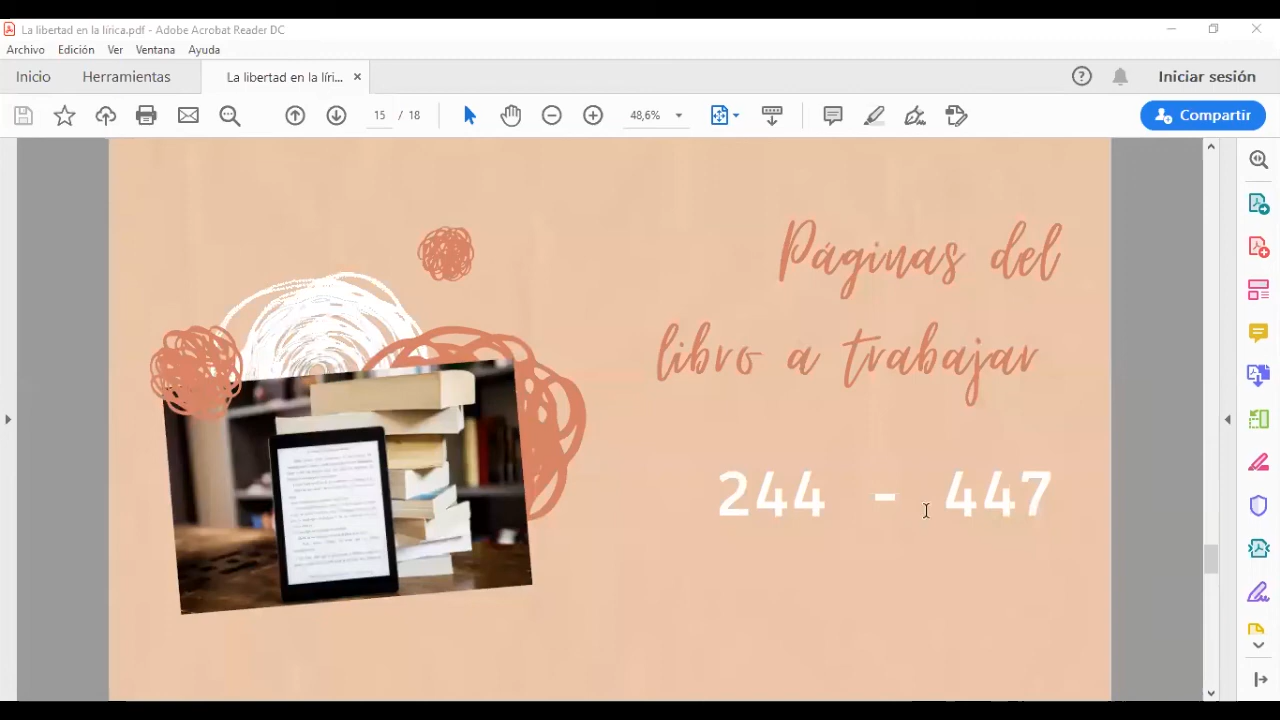 La libertad en la lírica.pdf - Adobe Acrobat Reader DC
Archivo Edición Ver Ventana Ayuda
Inicio Herramientas La libertad en la líri... Iniciar sesión
15 / 18 48,6% Compartir
Páginas del
libro a trabajar
244 - 447